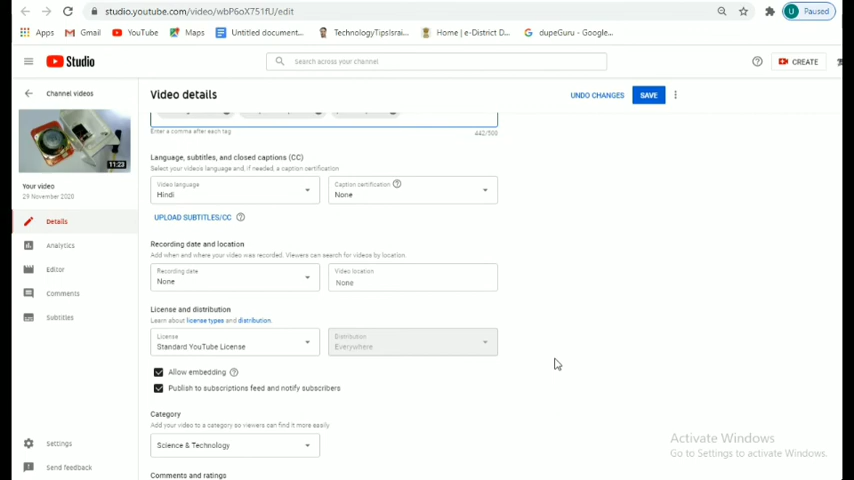 studio.youtube.com/video/wbP6oX751fU/edit
U Paused
Apps Gmail YouTube Maps Untitled document... TechnologyTipsIsrai... Home | e-District D... dupeGuru - Google...
Studio
Search across your channel
CREATE
Channel videos
Video details
UNDO CHANGES
SAVE
Enter a comma after each tag
442/500
11:23
Language, subtitles, and closed captions (CC)
Select your videos language and, if needed, a caption certification
Video language
Hindi
Caption certification
None
Your video
29 November 2020
UPLOAD SUBTITLES/CC
Details
Analytics
Editor
Comments
Subtitles
Recording date and location
Add when and where your video was recorded. Viewers can search for videos by location.
Recording date
None
Video location
None
License and distribution
Learn about license types and distribution.
License
Standard YouTube License
Distribution
Everywhere
Allow embedding
Publish to subscriptions feed and notify subscribers
Category
Add your video to a category so viewers can find it more easily
Science & Technology
Comments and ratings
Settings
Send feedback
Activate Windows
Go to Settings to activate Windows.